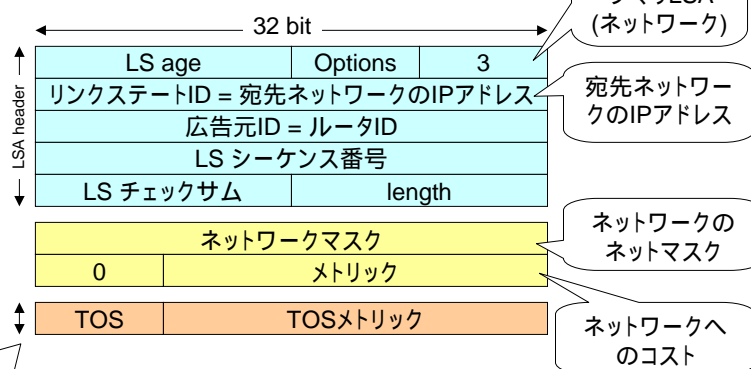 32 bit
(ネットワーク)
LS age Options 3
リンクステートID = 宛先ネットワークのIPアドレス
宛先ネットワー
クのIPアドレス
広告元ID = ルータID
LS シーケンス番号
LS チェックサム length
LSA header
ネットワークマスク
ネットワークの
ネットマスク
0 メトリック
TOS TOSメトリック
ネットワークへ
のコスト